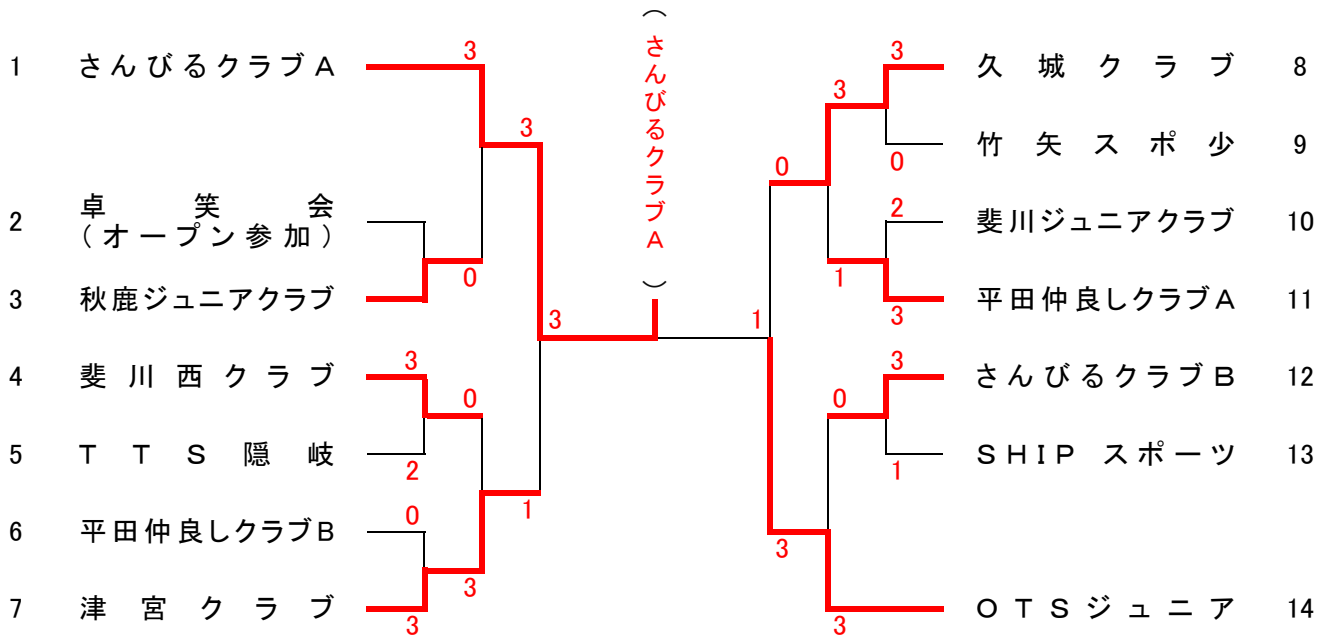 1 さんびるクラブA
2 卓笑会
(オープン参加)
3 秋鹿ジュニアクラブ
4 斐川西クラブ
5 TTS隠岐
6 平田仲良しクラブB
7 津宮クラブ
3
3
0
3
3
0
2
0
1
3
3
(さんびるクラブA)
3
3
0
0
2
1
1
3
3
0
1
3
3
久城クラブ 8
竹矢スポ少 9
斐川ジュニアクラブ 10
平田仲良しクラブA 11
さんびるクラブB 12
SHIP スポーツ 13
OTSジュニア 14